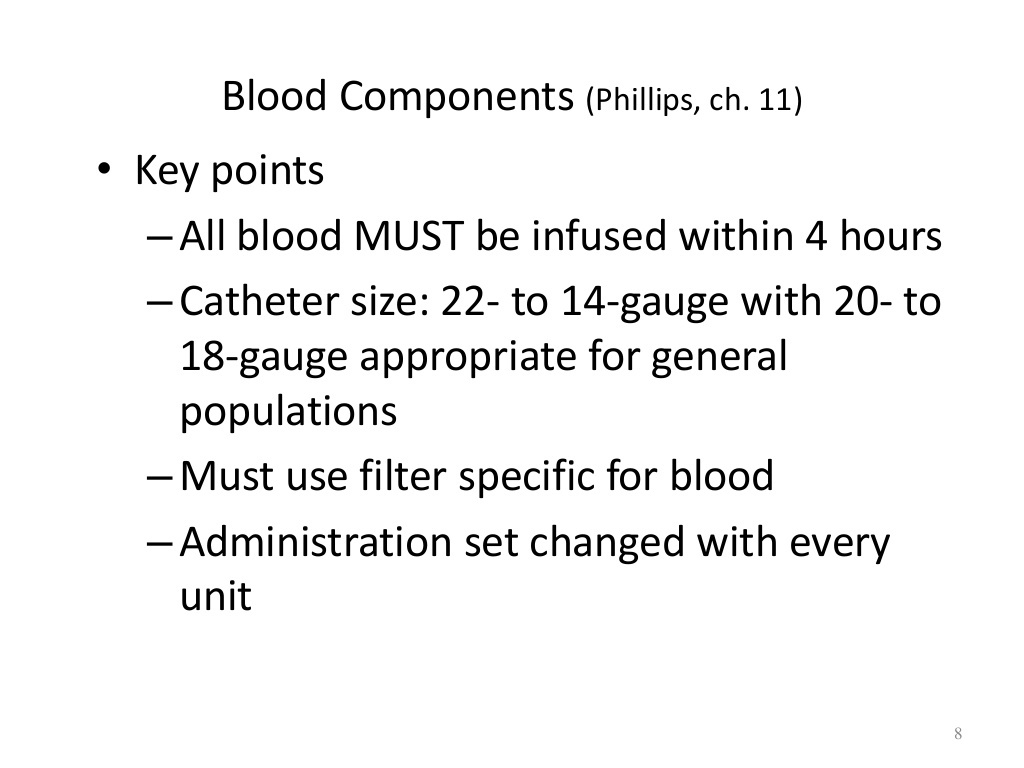 Blood Components (Phillips, ch. 11)
• Key points
– All blood MUST be infused within 4 hours
– Catheter size: 22- to 14-gauge with 20- to
18-gauge appropriate for general
populations
– Must use filter specific for blood
– Administration set changed with every
unit
8